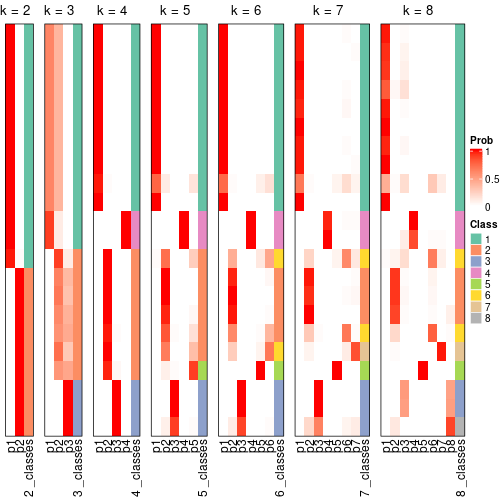 k = 2
k = 3
k = 4
k = 5
k = 6
k = 7
k = 8
Prob
1
0.5
0
Class
1
2
3
4
5
6
7
8
p1
p2
2_classes
p1
p2
p3
3_classes
p1
p2
p3
p4
4_classes
p1
p2
p3
p4
p5
5_classes
p1
p2
p3
p4
p5
p6
6_classes
p1
p2
p3
p4
p5
p6
p7
7_classes
p1
p2
p3
p4
p5
p6
p7
p8
8_classes